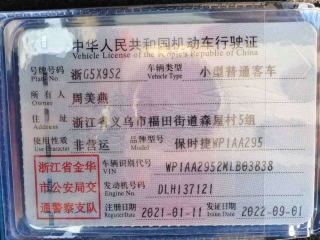 中华人民共和国机动车行驶证
Vehicle License of the People's Republic of China
号牌号码 Plate No. 浙G5X9S2 车辆类型 Vehicle Type 小型普通客车
所有人 Owner 周美燕
住址 Address 浙江省义乌市福田街道森屋村5组
使用性质 Use Character 非营运 品牌型号 Model 保时捷WP1AA295
浙江省金华市公安局交通警察支队
车辆识别代号 VIN WP1AA2952MLB03838
发动机号码 Engine No. DLH137121
注册日期 Register Date 2021-01-11 发证日期 Issue Date 2022-09-01